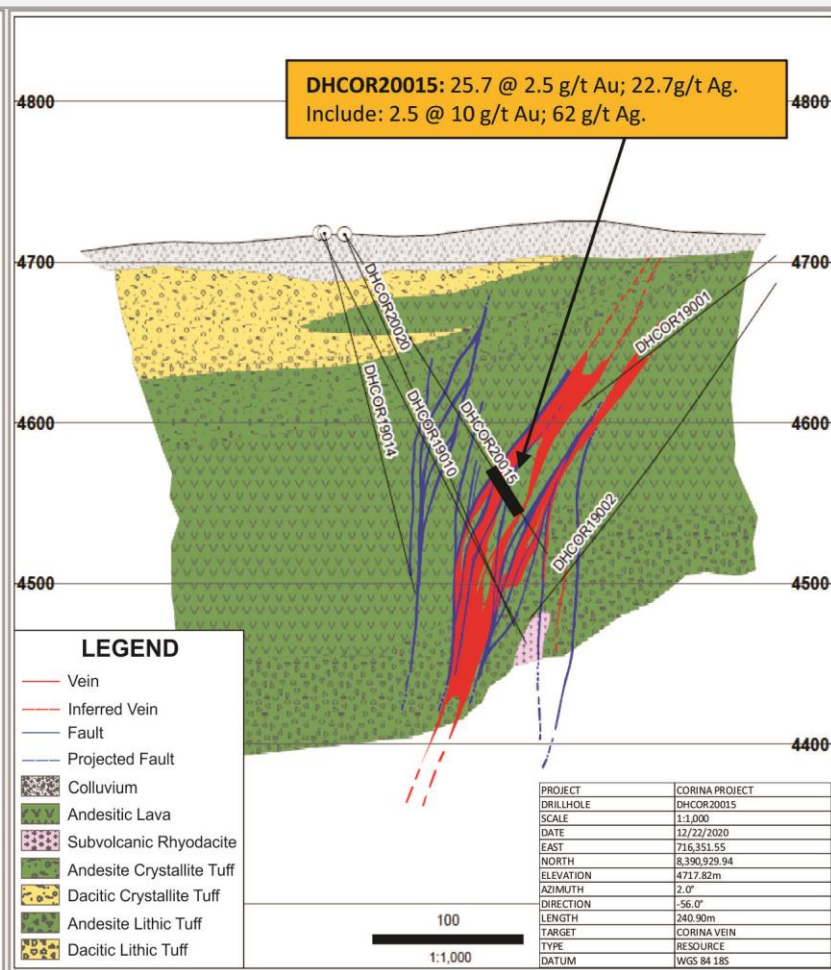 DHCOR20015: 25.7 @ 2.5 g/t Au; 22.7g/t Ag.
Include: 2.5 @ 10 g/t Au; 62 g/t Ag.
4800
4800
4700
4700
DHCOR20020
DHCOR19001
4600
4600
DHCOR19014
DHCOR19010
DHCOR20015
DHCOR19002
4500
4500
4400
4400
LEGEND
Vein
Inferred Vein
Fault
Projected Fault
Colluvium
Andesitic Lava
Subvolcanic Rhyodacite
Andesite Crystallite Tuff
Dacitic Crystallite Tuff
Andesite Lithic Tuff
Dacitic Lithic Tuff
100
1:1,000
PROJECT CORINA PROJECT
DRILLHOLE DHCOR20015
SCALE 1:1,000
DATE 12/22/2020
EAST 716,351.55
NORTH 8,390,929.94
ELEVATION 4717.82m
AZIMUTH 2.0°
DIRECTION -56.0°
LENGTH 240.90m
TARGET CORINA VEIN
TYPE RESOURCE
DATUM WGS 84 18S